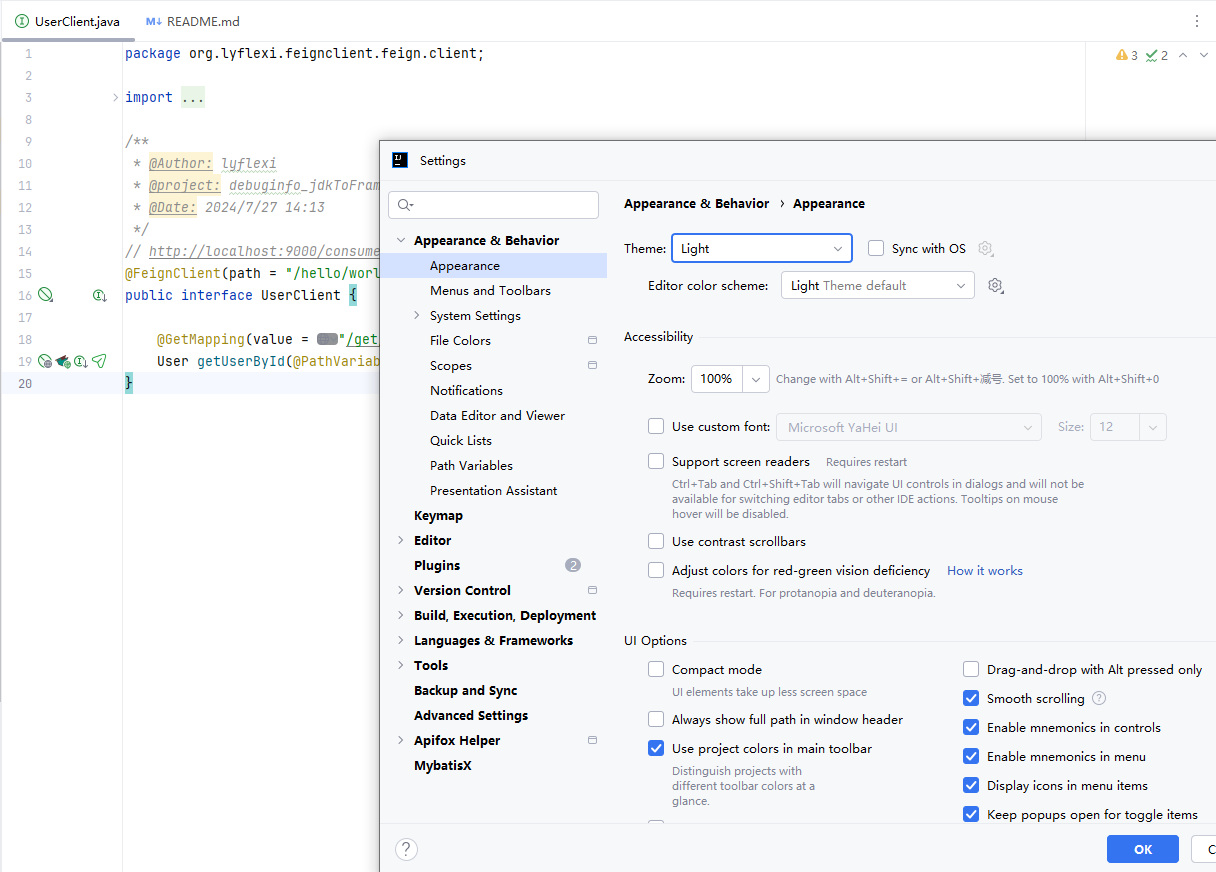 UserClient.java
README.md
1 package org.lyflexi.feignclient.feign.client;
2
3 import ...
8
9 /**
10 * @Author: lyflexi
11 * @project: debuginfo_jdkToFram
12 * @Date: 2024/7/27 14:13
13 */
14 // http://localhost:9000/consume
15 @FeignClient(path = "/hello/worl
16 public interface UserClient {
17
18 @GetMapping(value = "/get
19 User getUserById(@PathVariab
20 }
3 2
Settings
Appearance & Behavior
Appearance
Menus and Toolbars
System Settings
File Colors
Scopes
Notifications
Data Editor and Viewer
Quick Lists
Path Variables
Presentation Assistant
Keymap
Editor
Plugins 2
Version Control
Build, Execution, Deployment
Languages & Frameworks
Tools
Backup and Sync
Advanced Settings
Apifox Helper
MybatisX
Appearance & Behavior › Appearance
Theme: Light Sync with OS
Editor color scheme: Light Theme default
Accessibility
Zoom: 100% Change with Alt+Shift+= or Alt+Shift+减号. Set to 100% with Alt+Shift+0
Use custom font: Microsoft YaHei UI Size: 12
Support screen readers Requires restart
Ctrl+Tab and Ctrl+Shift+Tab will navigate UI controls in dialogs and will not be
available for switching editor tabs or other IDE actions. Tooltips on mouse
hover will be disabled.
Use contrast scrollbars
Adjust colors for red-green vision deficiency How it works
Requires restart. For protanopia and deuteranopia.
UI Options
Compact mode
UI elements take up less screen space
Always show full path in window header
Use project colors in main toolbar
Distinguish projects with
different toolbar colors at a
glance.
Drag-and-drop with Alt pressed only
Smooth scrolling ?
Enable mnemonics in controls
Enable mnemonics in menu
Display icons in menu items
Keep popups open for toggle items
?
OK
C